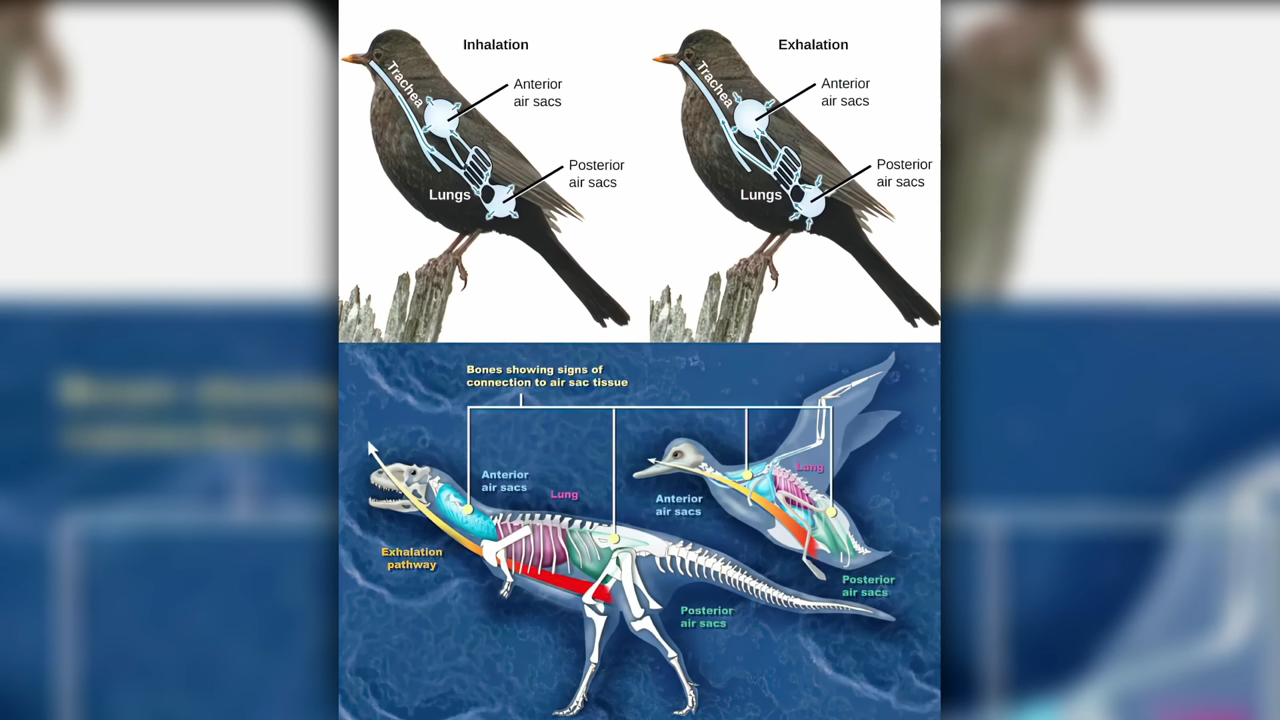 Inhalation
Trachea
Anterior
air sacs
Posterior
air sacs
Lungs
Exhalation
Trachea
Anterior
air sacs
Posterior
air sacs
Lungs
Bones showing signs of
connection to air sac tissue
Anterior
air sacs
Lung
Exhalation
pathway
Posterior
air sacs
Lung
Anterior
air sacs
Posterior
air sacs